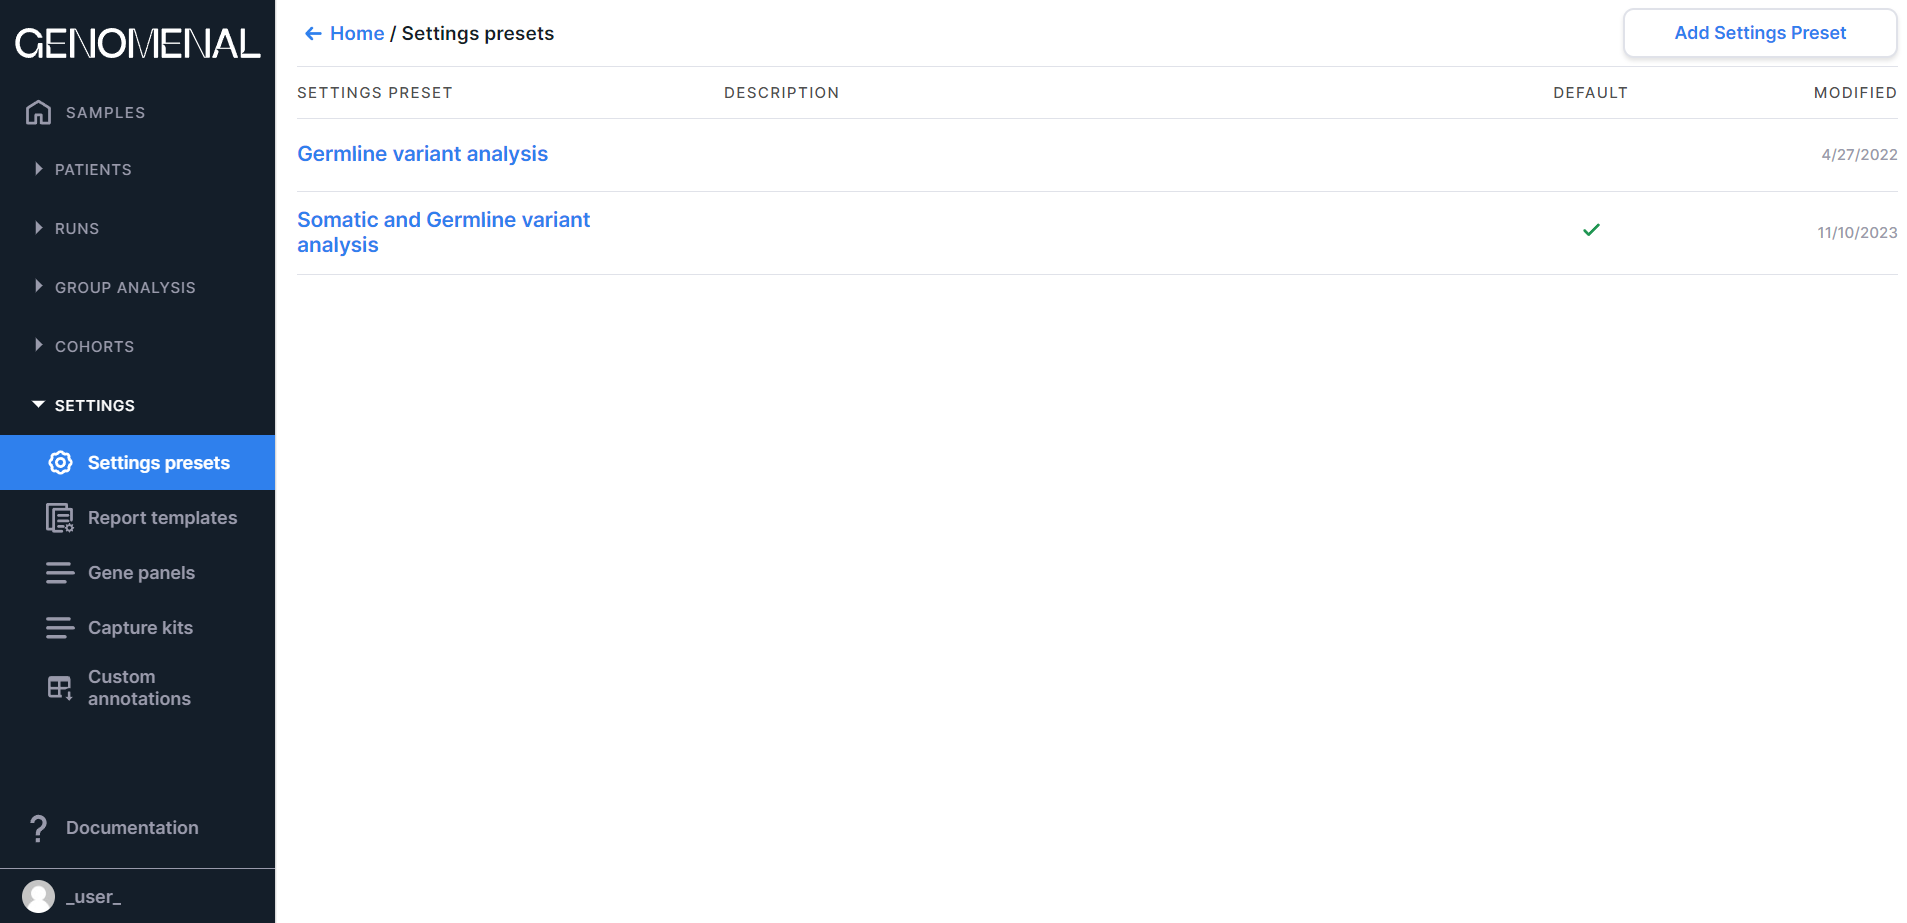 GENOMENAL
SAMPLES
PATIENTS
RUNS
GROUP ANALYSIS
COHORTS
SETTINGS
Settings presets
Report templates
Gene panels
Capture kits
Custom
annotations
Documentation
_user_
Home / Settings presets
Add Settings Preset
SETTINGS PRESET DESCRIPTION DEFAULT MODIFIED
Germline variant analysis 4/27/2022
Somatic and Germline variant
analysis 11/10/2023